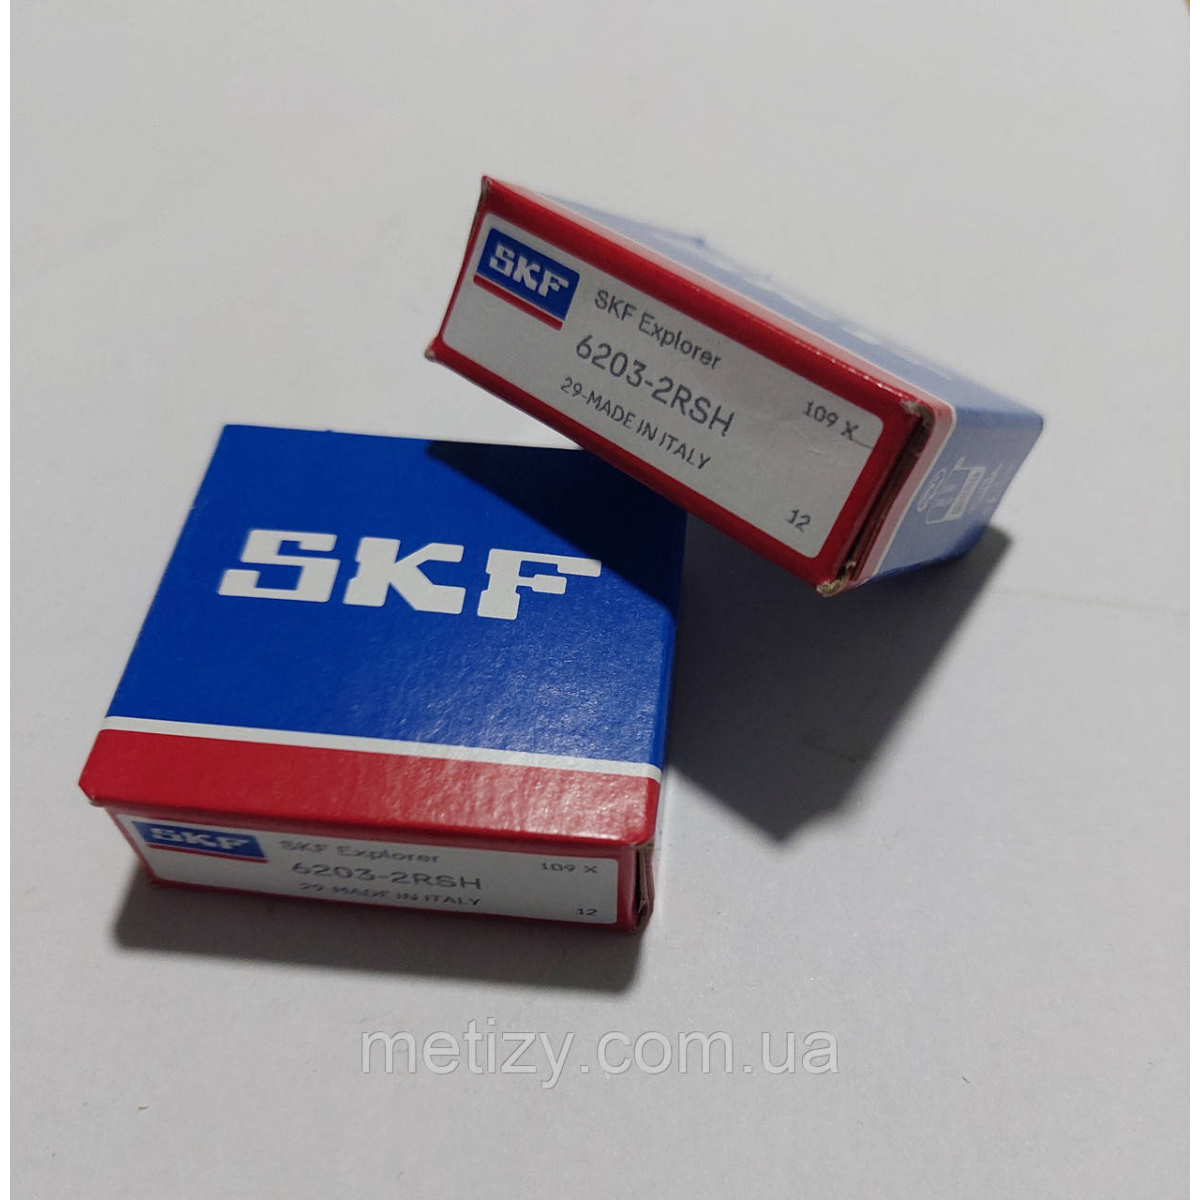 SKF
SKF Explorer
6203-2RSH
29-MADE IN ITALY
109 X
12
SKF
SKF
SKF Explorer
6203-2RSH
29-MADE IN ITALY
109 X
12
metizy.com.ua